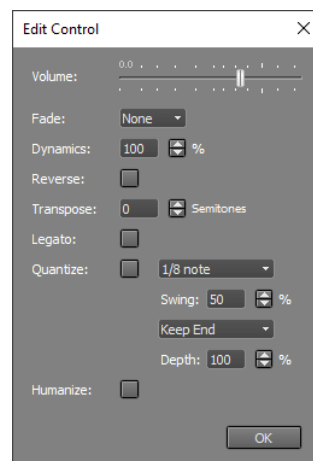 Edit Control
0.0
Volume:
Fade: None
Dynamics: 100 %
Reverse:
Transpose: 0 Semitones
Legato:
Quantize: 1/8 note
Swing: 50 %
Keep End
Depth: 100 %
Humanize:
OK